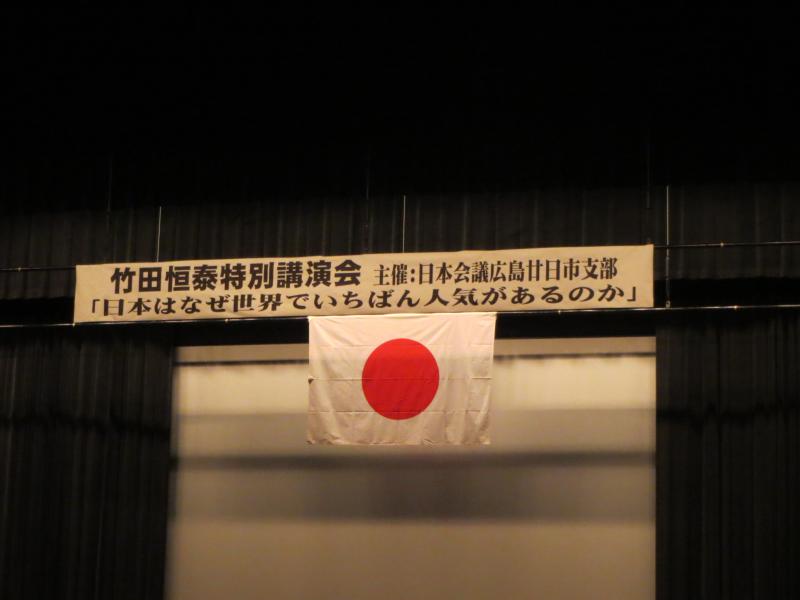 竹田恒泰特別講演会 主催:日本会議広島廿日市支部
「日本はなぜ世界でいちばん人気があるのか」